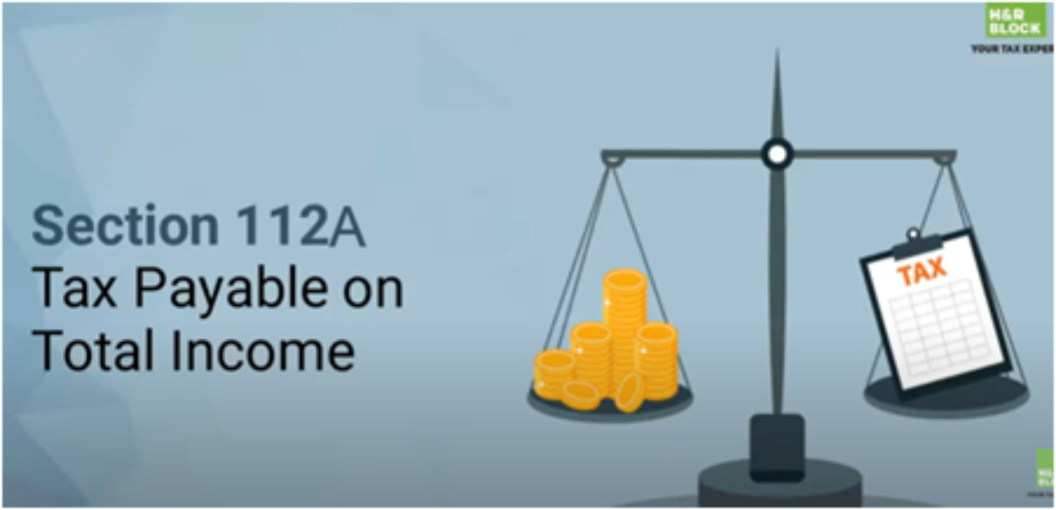 H&R
BLOCK
YOUR TAX EXPER
Section 112A
Tax Payable on
Total Income
TAX